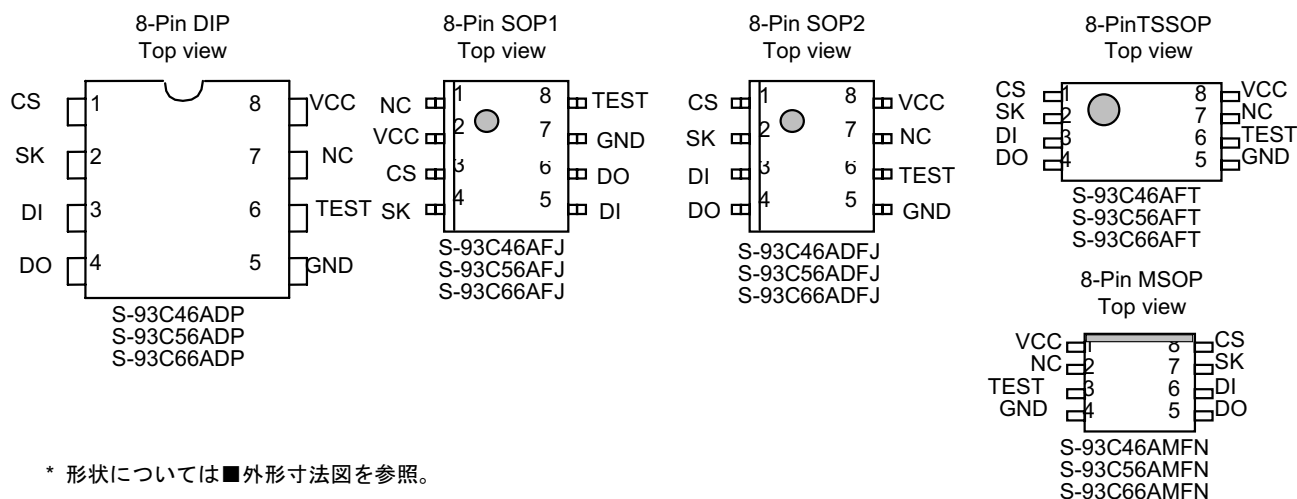 8-Pin DIP
Top view
CS 1 8 VCC
SK 2 7 NC
DI 3 6 TEST
DO 4 5 GND
S-93C46ADP
S-93C56ADP
S-93C66ADP
8-Pin SOP1
Top view
NC 1 8 TEST
VCC 2 7 GND
CS 3 6 DO
SK 4 5 DI
S-93C46AFJ
S-93C56AFJ
S-93C66AFJ
8-Pin SOP2
Top view
CS 1 8 VCC
SK 2 7 NC
DI 3 6 TEST
DO 4 5 GND
S-93C46ADFJ
S-93C56ADFJ
S-93C66ADFJ
8-PinTSSOP
Top view
CS 1 8 VCC
SK 2 7 NC
DI 3 6 TEST
DO 4 5 GND
S-93C46AFT
S-93C56AFT
S-93C66AFT
8-Pin MSOP
Top view
VCC 1 8 CS
NC 2 7 SK
TEST 3 6 DI
GND 4 5 DO
S-93C46AMFN
S-93C56AMFN
S-93C66AMFN
* 形状については■外形寸法図を参照。